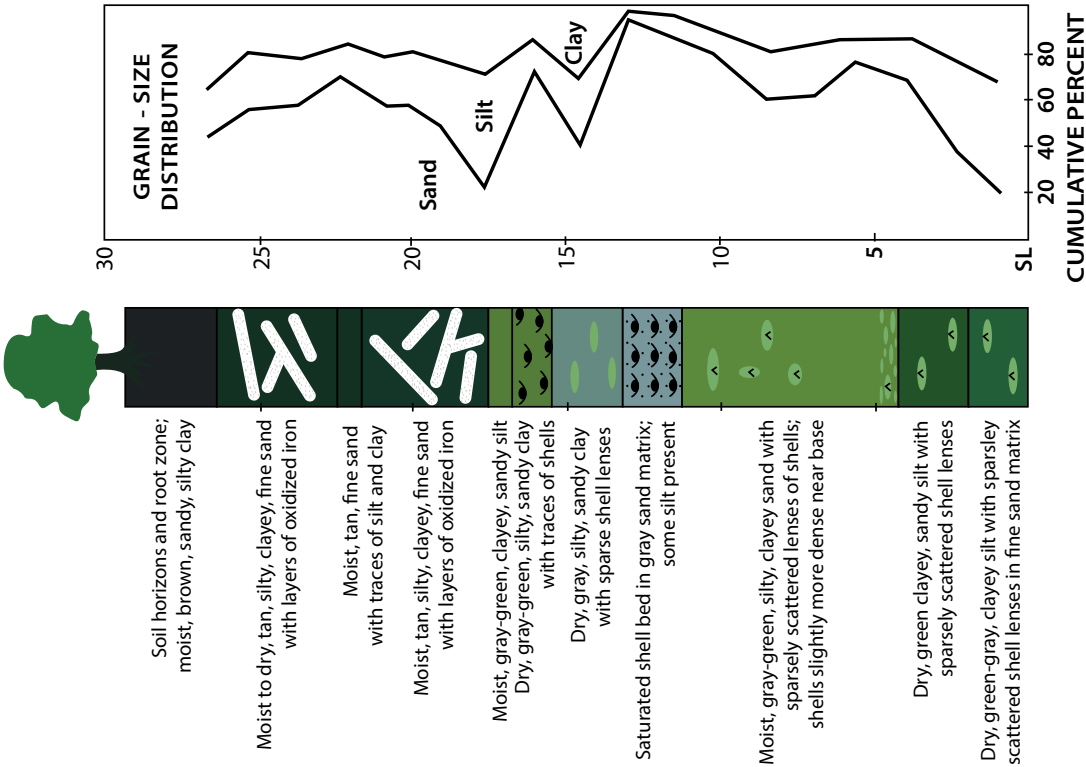 GRAIN - SIZE
DISTRIBUTION
Sand
Silt
Clay
80
60
40
20
CUMULATIVE PERCENT
30
25
20
15
10
5
SL
Soil horizons and root zone;
moist, brown, sandy, silty clay
Moist to dry, tan, silty, clayey, fine sand
with layers of oxidized iron
Moist, tan, fine sand
with traces of silt and clay
Moist, tan, silty, clayey, fine sand
with layers of oxidized iron
Moist, gray-green, clayey, sandy silt
Dry, gray-green, silty, sandy clay
with traces of shells
Dry, gray, silty, sandy clay
with sparse shell lenses
Saturated shell bed in gray sand matrix;
some silt present
Moist, gray-green, silty, clayey sand with
sparsely scattered lenses of shells;
shells slightly more dense near base
Dry, green clayey, sandy silt with
sparsely scattered shell lenses
Dry, green-gray, clayey silt with sparsley
scattered shell lenses in fine sand matrix